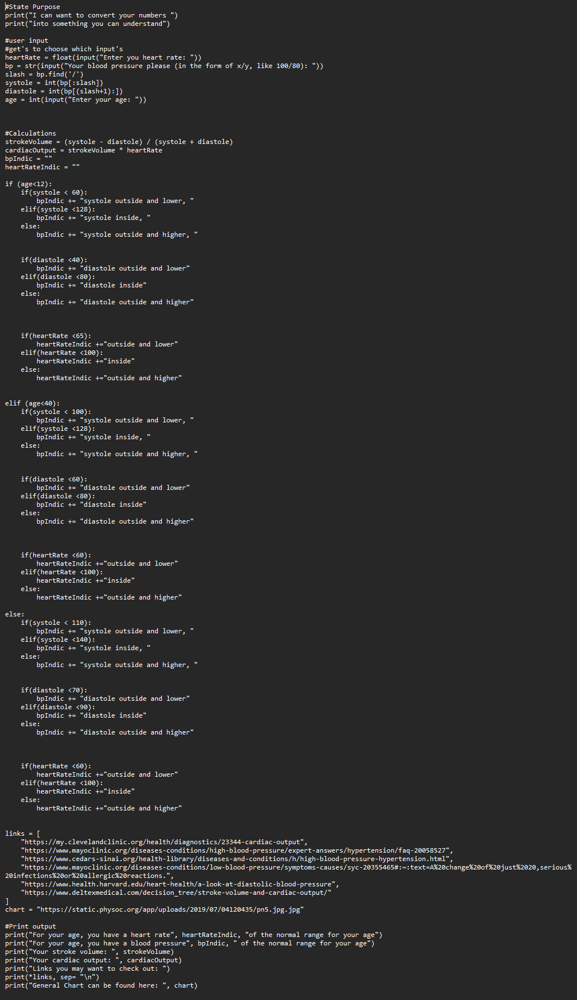 #State Purpose
print("I can want to convert your numbers ")
print("into something you can understand")
#user input
#get's to choose which input's
heartRate = float(input("Enter you heart rate: "))
bp = str(input("Your blood pressure please (in the form of x/y, like 100/80): "))
slash = bp.find('/')
systole = int(bp[:slash])
diastole = int(bp[(slash+1):])
age = int(input("Enter your age: "))
#Calculations
strokeVolume = (systole - diastole) / (systole + diastole)
cardiacOutput = strokeVolume * heartRate
bpIndic = ""
heartRateIndic = ""
if (age<12):
    if(systole < 60):
        bpIndic += "systole outside and lower, "
    elif(systole <128):
        bpIndic += "systole inside, "
    else:
        bpIndic += "systole outside and higher, "
    if(diastole <40):
        bpIndic += "diastole outside and lower"
    elif(diastole <80):
        bpIndic += "diastole inside"
    else:
        bpIndic += "diastole outside and higher"
    if(heartRate <65):
        heartRateIndic +="outside and lower"
    elif(heartRate <100):
        heartRateIndic +="inside"
    else:
        heartRateIndic +="outside and higher"
elif (age<40):
    if(systole < 100):
        bpIndic += "systole outside and lower, "
    elif(systole <128):
        bpIndic += "systole inside, "
    else:
        bpIndic += "systole outside and higher, "
    if(diastole <60):
        bpIndic += "diastole outside and lower"
    elif(diastole <80):
        bpIndic += "diastole inside"
    else:
        bpIndic += "diastole outside and higher"
    if(heartRate <60):
        heartRateIndic +="outside and lower"
    elif(heartRate <100):
        heartRateIndic +="inside"
    else:
        heartRateIndic +="outside and higher"
else:
    if(systole < 110):
        bpIndic += "systole outside and lower, "
    elif(systole <140):
        bpIndic += "systole inside, "
    else:
        bpIndic += "systole outside and higher, "
    if(diastole <70):
        bpIndic += "diastole outside and lower"
    elif(diastole <90):
        bpIndic += "diastole inside"
    else:
        bpIndic += "diastole outside and higher"
    if(heartRate <60):
        heartRateIndic +="outside and lower"
    elif(heartRate <100):
        heartRateIndic +="inside"
    else:
        heartRateIndic +="outside and higher"
links = [
    "https://my.clevelandclinic.org/health/diagnostics/23344-cardiac-output",
    "https://www.mayoclinic.org/diseases-conditions/high-blood-pressure/expert-answers/hypertension/faq-20058527",
    "https://www.cedars-sinai.org/health-library/diseases-and-conditions/h/high-blood-pressure-hypertension.html",
    "https://www.mayoclinic.org/diseases-conditions/low-blood-pressure/symptoms-causes/syc-20355465#:~:text=A%20change%20of%20just%2020,serious%
20infections%20or%20allergic%20reactions.",
    "https://www.health.harvard.edu/heart-health/a-look-at-diastolic-blood-pressure",
    "https://www.deltexmedical.com/decision_tree/stroke-volume-and-cardiac-output/"
]
chart = "https://static.physoc.org/app/uploads/2019/07/04120435/pn5.jpg.jpg"
#Print output
print("For your age, you have a heart rate", heartRateIndic, "of the normal range for your age")
print("For your age, you have a blood pressure", bpIndic, " of the normal range for your age")
print("Your stroke volume: ", strokeVolume)
print("Your cardiac output: ", cardiacOutput)
print("Links you may want to check out: ")
print(*links, sep= "\n")
print("General Chart can be found here: ", chart)